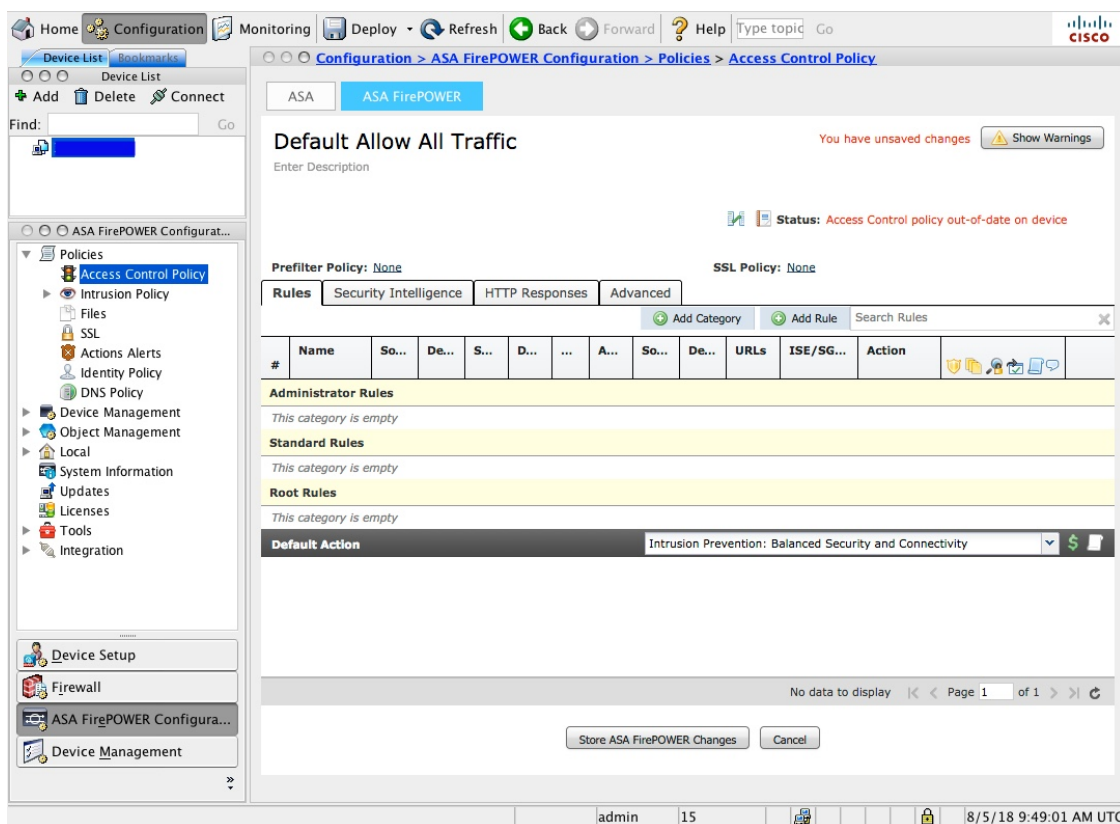 Home Configuration Monitoring Deploy Refresh Back Forward Help Type topic Go
CISCO
Device List Bookmarks
Device List
Add Delete Connect
Find: Go
ASA FirePOWER Configurat...
Policies
Access Control Policy
Intrusion Policy
Files
SSL
Actions Alerts
Identity Policy
DNS Policy
Device Management
Object Management
Local
System Information
Updates
Licenses
Tools
Integration
Device Setup
Firewall
ASA FirePOWER Configura...
Device Management
Configuration > ASA FirePOWER Configuration > Policies > Access Control Policy
ASA ASA FirePOWER
Default Allow All Traffic
You have unsaved changes Show Warnings
Enter Description
Status: Access Control policy out-of-date on device
Prefilter Policy: None SSL Policy: None
Rules Security Intelligence HTTP Responses Advanced
Add Category Add Rule Search Rules
# Name So... De... S... D... ... A... So... De... URLs ISE/SG... Action
Administrator Rules
This category is empty
Standard Rules
This category is empty
Root Rules
This category is empty
Default Action Intrusion Prevention: Balanced Security and Connectivity $
No data to display |< < Page 1 of 1 > >|
Store ASA FirePOWER Changes Cancel
admin 15 8/5/18 9:49:01 AM UTC